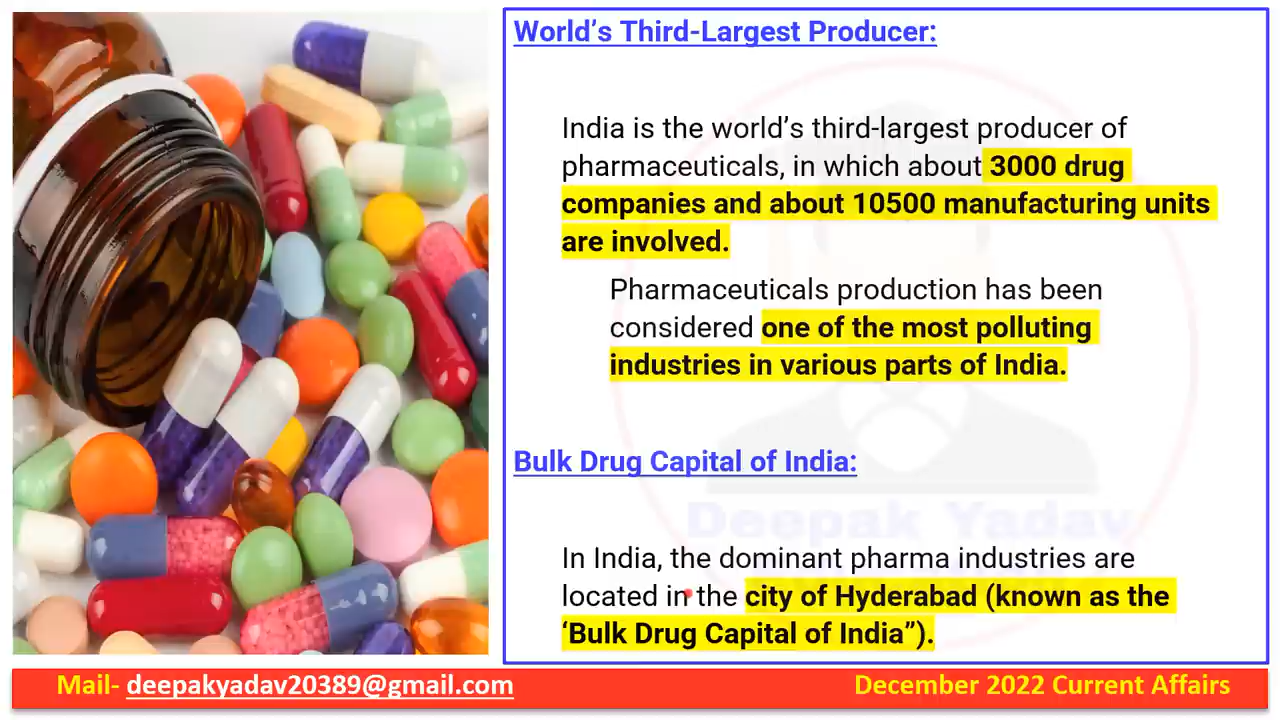 World’s Third-Largest Producer:
India is the world’s third-largest producer of
pharmaceuticals, in which about 3000 drug
companies and about 10500 manufacturing units
are involved.
Pharmaceuticals production has been
considered one of the most polluting
industries in various parts of India.
Bulk Drug Capital of India:
Deepak Yadav
In India, the dominant pharma industries are
located in the city of Hyderabad (known as the
‘Bulk Drug Capital of India”).
Mail- deepakyadav20389@gmail.com
December 2022 Current Affairs